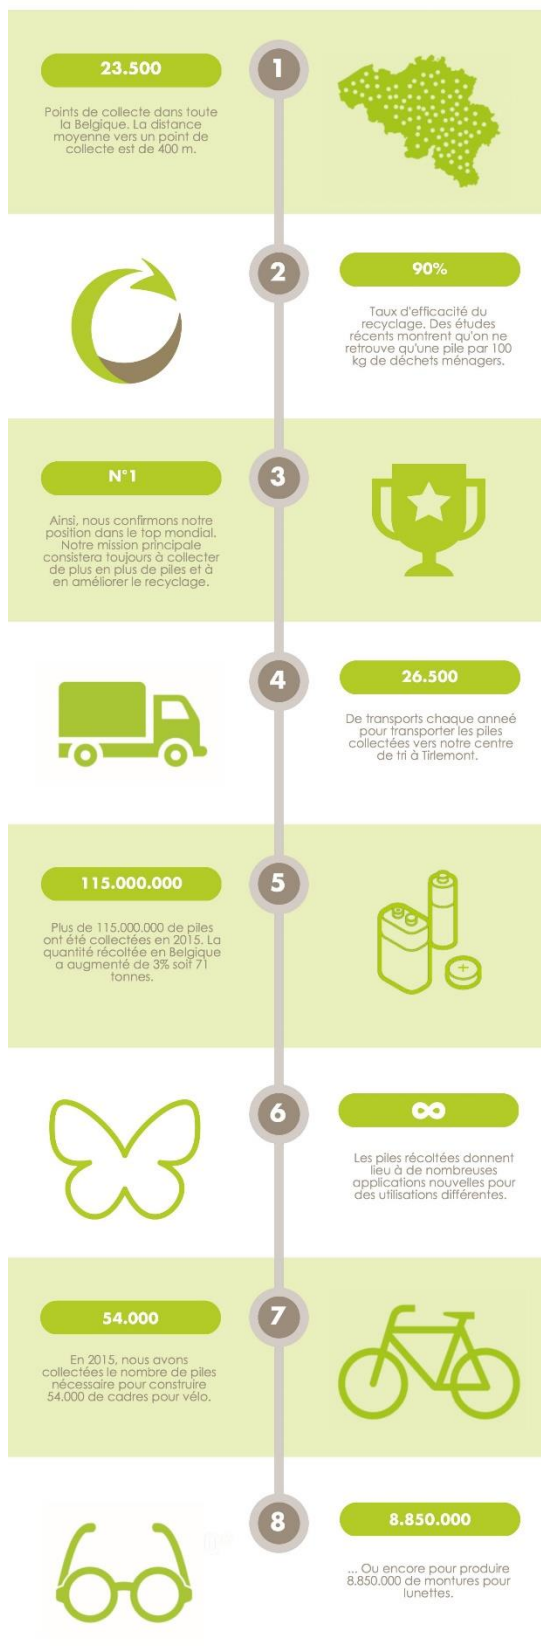 23.500
1
Points de collecte dans toute
la Belgique. La distance
moyenne vers un point de
collecte est de 400 m.
2
90%
Taux d'efficacité du
recyclage. Des études
récents montrent qu'on ne
retrouve qu'une pile par 100
kg de déchets ménagers.
N°1
3
Ainsi, nous confirmons notre
position dans le top mondial.
Notre mission principale
consistera toujours à collecter
de plus en plus de piles et à
en améliorer le recyclage.
4
26.500
De transports chaque anneé
pour transporter les piles
collectées vers notre centre
de tri à Tirlemont.
115.000.000
5
Plus de 115.000.000 de piles
ont été collectées en 2015. La
quantité récoltée en Belgique
a augmenté de 3% soit 71
tonnes.
6
∞
Les piles récoltées donnent
lieu à de nombreuses
applications nouvelles pour
des utilisations différentes.
54.000
7
En 2015, nous avons
collectées le nombre de piles
nécessaire pour construire
54.000 de cadres pour vélo.
8
8.850.000
... Ou encore pour produire
8.850.000 de montures pour
lunettes.